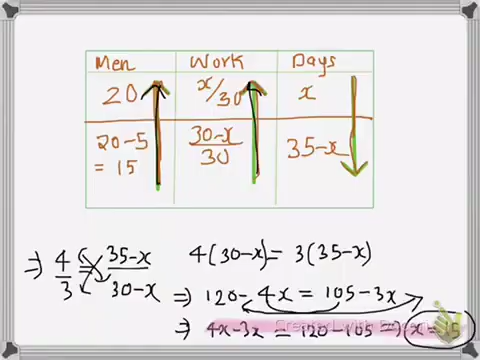 Men Work Days
20 x/30 x
20-5 = 15 30-x/30 35-x
⇒ 4/3 = 35-x/30-x 4(30-x) = 3(35-x)
⇒ 120-4x = 105-3x
⇒ 4x-3x = 120-105 ⇒ x = 15